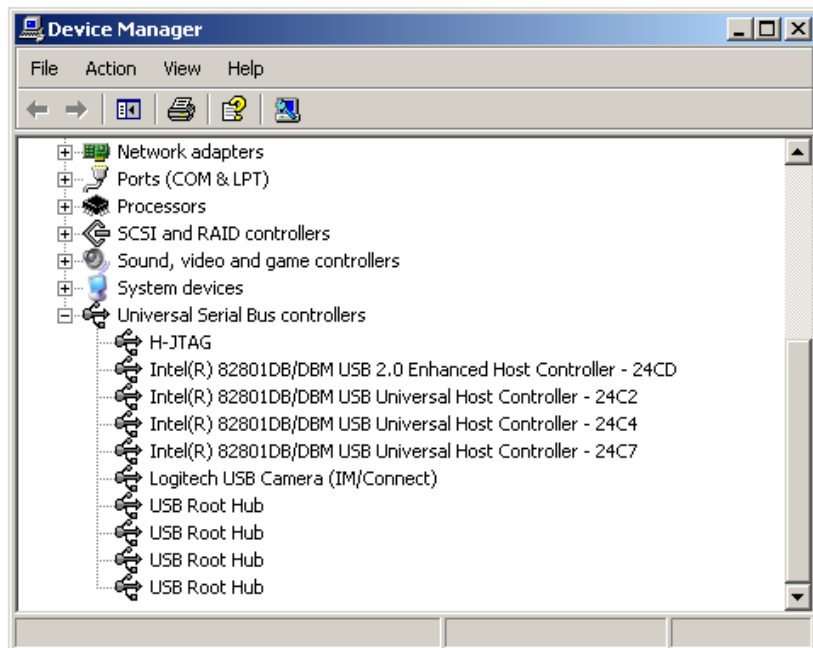 Device Manager
File Action View Help
Network adapters
Ports (COM & LPT)
Processors
SCSI and RAID controllers
Sound, video and game controllers
System devices
Universal Serial Bus controllers
H-JTAG
Intel(R) 82801DB/DBM USB 2.0 Enhanced Host Controller - 24CD
Intel(R) 82801DB/DBM USB Universal Host Controller - 24C2
Intel(R) 82801DB/DBM USB Universal Host Controller - 24C4
Intel(R) 82801DB/DBM USB Universal Host Controller - 24C7
Logitech USB Camera (IM/Connect)
USB Root Hub
USB Root Hub
USB Root Hub
USB Root Hub